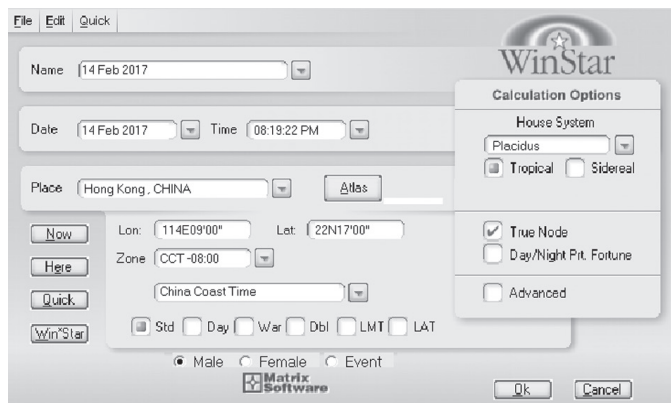 File Edit Quick
WinStar
Name 14 Feb 2017
Calculation Options
House System
Placidus
Tropical Sidereal
Date 14 Feb 2017 Time 08:19:22 PM
Place Hong Kong, CHINA Atlas
True Node
Day/Night Prt. Fortune
Advanced
Now
Here
Quick
Win*Star
Lon: 114E09'00" Lat: 22N17'00"
Zone CCT -08:00
China Coast Time
Std Day War Dbl LMT LAT
Male Female Event
Matrix
Software
Ok Cancel